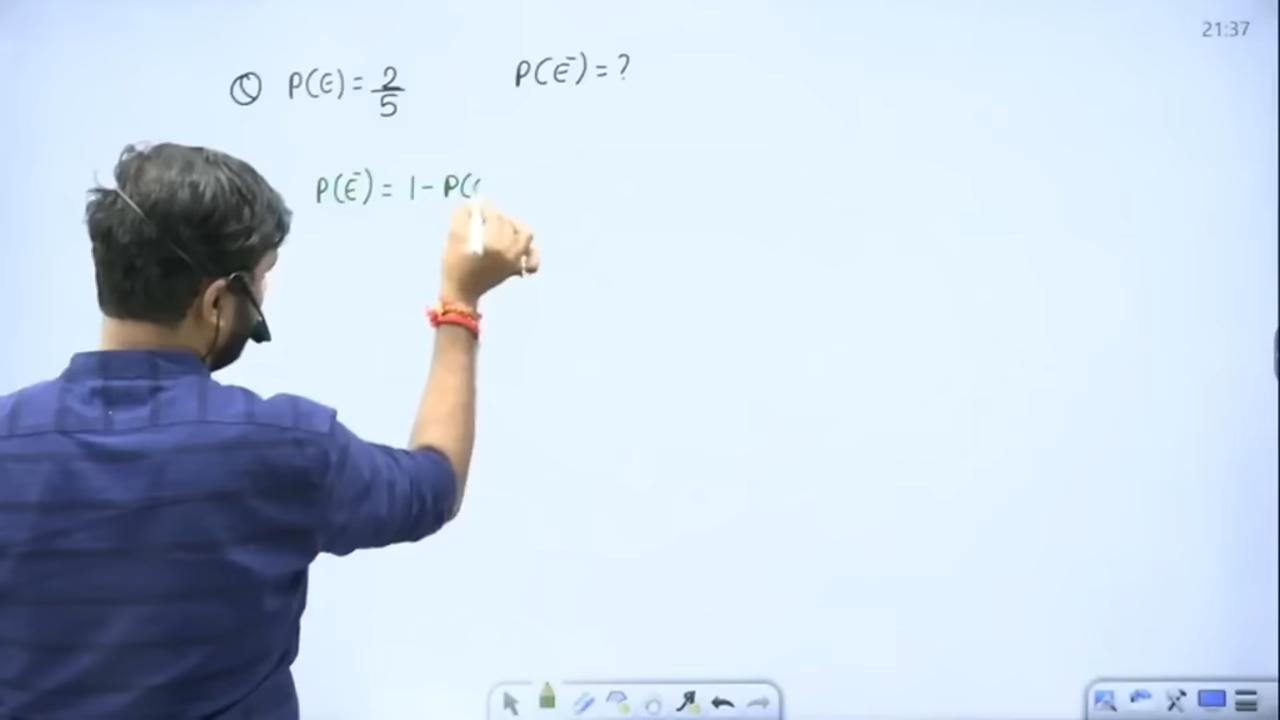 21:37
Q P(E) = 2/5 P(Ē) = ?
P(Ē) = 1 - P(